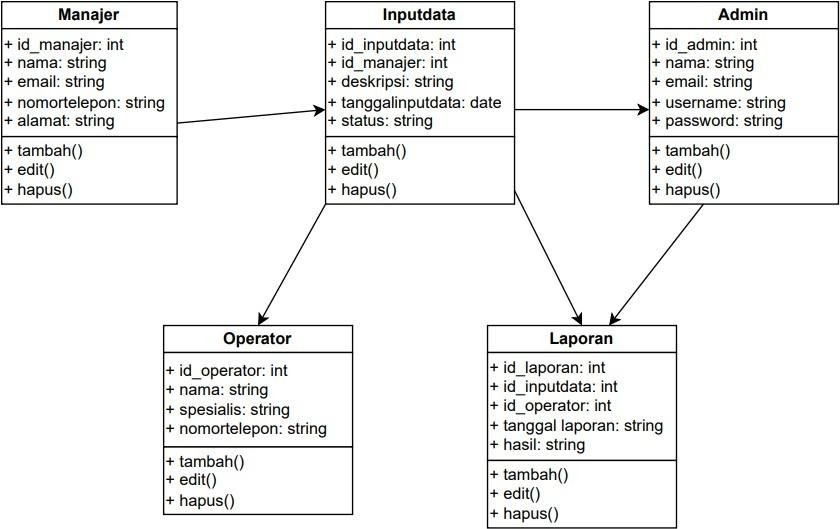 Manajer
+ id_manajer: int
+ nama: string
+ email: string
+ nomortelepon: string
+ alamat: string
+ tambah()
+ edit()
+ hapus()
Inputdata
+ id_inputdata: int
+ id_manajer: int
+ deskripsi: string
+ tanggalinputdata: date
+ status: string
+ tambah()
+ edit()
+ hapus()
Admin
+ id_admin: int
+ nama: string
+ email: string
+ username: string
+ password: string
+ tambah()
+ edit()
+ hapus()
Operator
+ id_operator: int
+ nama: string
+ spesialis: string
+ nomortelepon: string
+ tambah()
+ edit()
+ hapus()
Laporan
+ id_laporan: int
+ id_inputdata: int
+ id_operator: int
+ tanggal laporan: string
+ hasil: string
+ tambah()
+ edit()
+ hapus()